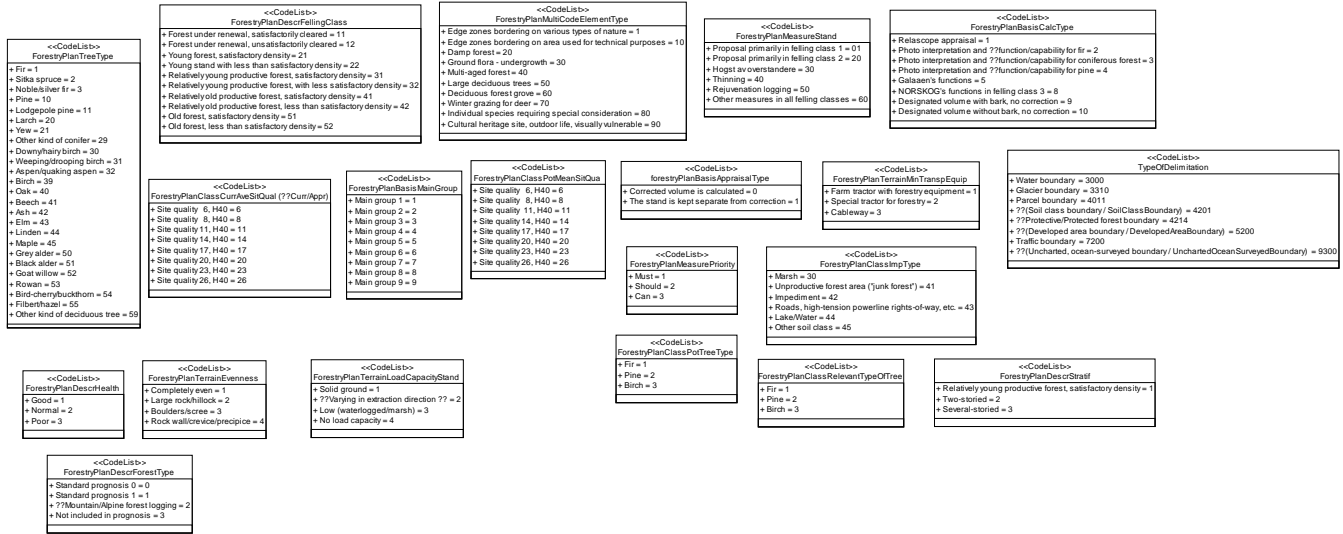 <<CodeList>>
ForestryPlanTreeType
+ Fir = 1
+ Sitka spruce = 2
+ Noble/silver fir = 3
+ Pine = 10
+ Lodgepole pine = 11
+ Larch = 20
+ Yew = 21
+ Other kind of conifer = 29
+ Downy/hairy birch = 30
+ Weeping/drooping birch = 31
+ Aspen/quaking aspen = 32
+ Birch = 39
+ Oak = 40
+ Beech = 41
+ Ash = 42
+ Elm = 43
+ Linden = 44
+ Maple = 45
+ Grey alder = 50
+ Black alder = 51
+ Goat willow = 52
+ Rowan = 53
+ Bird-cherry/buckthorn = 54
+ Filbert/hazel = 55
+ Other kind of deciduous tree = 59
<<CodeList>>
ForestryPlanDescrFellingClass
+ Forest under renewal, satisfactorily cleared = 11
+ Forest under renewal, unsatisfactorily cleared = 12
+ Young forest, satisfactory density = 21
+ Young stand with less than satisfactory density = 22
+ Relatively young productive forest, satisfactory density = 31
+ Relatively young productive forest, with less satisfactory density = 32
+ Relatively old productive forest, satisfactory density = 41
+ Relatively old productive forest, less than satisfactory density = 42
+ Old forest, satisfactory density = 51
+ Old forest, less than satisfactory density = 52
<<CodeList>>
ForestryPlanMultiCodeElementType
+ Edge zones bordering on various types of nature = 1
+ Edge zones bordering on area used for technical purposes = 10
+ Damp forest = 20
+ Ground flora - undergrowth = 30
+ Multi-aged forest = 40
+ Large deciduous trees = 50
+ Deciduous forest grove = 60
+ Winter grazing for deer = 70
+ Individual species requiring special consideration = 80
+ Cultural heritage site, outdoor life, visually vulnerable = 90
<<CodeList>>
ForestryPlanMeasureStand
+ Proposal primarily in felling class 1 = 01
+ Proposal primarily in felling class 2 = 20
+ Hogst av overstandere = 30
+ Thinning = 40
+ Rejuvenation logging = 50
+ Other measures in all felling classes = 60
<<CodeList>>
ForestryPlanBasisCalcType
+ Relascope appraisal = 1
+ Photo interpretation and ??function/capability for fir = 2
+ Photo interpretation and ??function/capability for coniferous forest = 3
+ Photo interpretation and ??function/capability for pine = 4
+ Galaaen's functions = 5
+ NORSKOG's functions in felling class 3 = 8
+ Designated volume with bark, no correction = 9
+ Designated volume without bark, no correction = 10
<<CodeList>>
ForestryPlanClassCurrAveSitQual (??Curr/Appr)
+ Site quality 6, H40 = 6
+ Site quality 8, H40 = 8
+ Site quality 11, H40 = 11
+ Site quality 14, H40 = 14
+ Site quality 17, H40 = 17
+ Site quality 20, H40 = 20
+ Site quality 23, H40 = 23
+ Site quality 26, H40 = 26
<<CodeList>>
ForestryPlanBasisMainGroup
+ Main group 1 = 1
+ Main group 2 = 2
+ Main group 3 = 3
+ Main group 4 = 4
+ Main group 5 = 5
+ Main group 6 = 6
+ Main group 7 = 7
+ Main group 8 = 8
+ Main group 9 = 9
<<CodeList>>
ForestryPlanClassPotMeanSitQua
+ Site quality 6, H40 = 6
+ Site quality 8, H40 = 8
+ Site quality 11, H40 = 11
+ Site quality 14, H40 = 14
+ Site quality 17, H40 = 17
+ Site quality 20, H40 = 20
+ Site quality 23, H40 = 23
+ Site quality 26, H40 = 26
<<CodeList>>
forestryPlanBasisAppraisalType
+ Corrected volume is calculated = 0
+ The stand is kept separate from correction = 1
<<CodeList>>
ForestryPlanTerrainMinTranspEquip
+ Farm tractor with forestry equipment = 1
+ Special tractor for forestry = 2
+ Cableway = 3
<<CodeList>>
TypeOfDelimitation
+ Water boundary = 3000
+ Glacier boundary = 3310
+ Parcel boundary = 4011
+ ??(Soil class boundary / SoilClassBoundary) = 4201
+ ??Protective/Protected forest boundary = 4214
+ ??(Developed area boundary / DevelopedAreaBoundary) = 5200
+ Traffic boundary = 7200
+ ??(Uncharted, ocean-surveyed boundary / UnchartedOceanSurveyedBoundary) = 9300
<<CodeList>>
ForestryPlanMeasurePriority
+ Must = 1
+ Should = 2
+ Can = 3
<<CodeList>>
ForestryPlanClassImpType
+ Marsh = 30
+ Unproductive forest area ("junk forest") = 41
+ Impediment = 42
+ Roads, high-tension powerline rights-of-way, etc. = 43
+ Lake/Water = 44
+ Other soil class = 45
<<CodeList>>
ForestryPlanClassPotTreeType
+ Fir = 1
+ Pine = 2
+ Birch = 3
<<CodeList>>
ForestryPlanClassRelevantTypeOfTree
+ Fir = 1
+ Pine = 2
+ Birch = 3
<<CodeList>>
ForestryPlanDescrStratif
+ Relatively young productive forest, satisfactory density = 1
+ Two-storied = 2
+ Several-storied = 3
<<CodeList>>
ForestryPlanDescrHealth
+ Good = 1
+ Normal = 2
+ Poor = 3
<<CodeList>>
ForestryPlanTerrainEvenness
+ Completely even = 1
+ Large rock/hillock = 2
+ Boulders/scree = 3
+ Rock wall/crevice/precipice = 4
<<CodeList>>
ForestryPlanTerrainLoadCapacityStand
+ Solid ground = 1
+ ??Varying in extraction direction ?? = 2
+ Low (waterlogged/marsh) = 3
+ No load capacity = 4
<<CodeList>>
ForestryPlanDescrForestType
+ Standard prognosis 0 = 0
+ Standard prognosis 1 = 1
+ ??Mountain/Alpine forest logging = 2
+ Not included in prognosis = 3